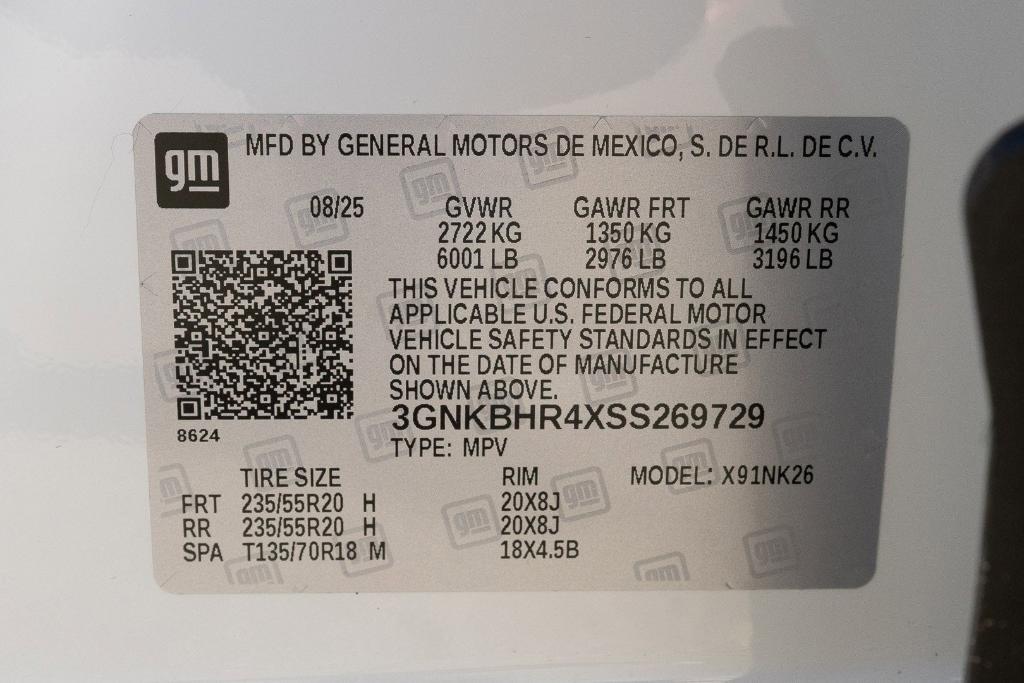 gm MFD BY GENERAL MOTORS DE MEXICO, S. DE R.L. DE C.V.
08/25 GVWR GAWR FRT GAWR RR
2722 KG 1350 KG 1450 KG
6001 LB 2976 LB 3196 LB
THIS VEHICLE CONFORMS TO ALL
APPLICABLE U.S. FEDERAL MOTOR
VEHICLE SAFETY STANDARDS IN EFFECT
ON THE DATE OF MANUFACTURE
SHOWN ABOVE.
3GNKBHR4XSS269729
8624
TYPE: MPV
TIRE SIZE RIM MODEL: X91NK26
FRT 235/55R20 H 20X8J
RR 235/55R20 H 20X8J
SPA T135/70R18 M 18X4.5B